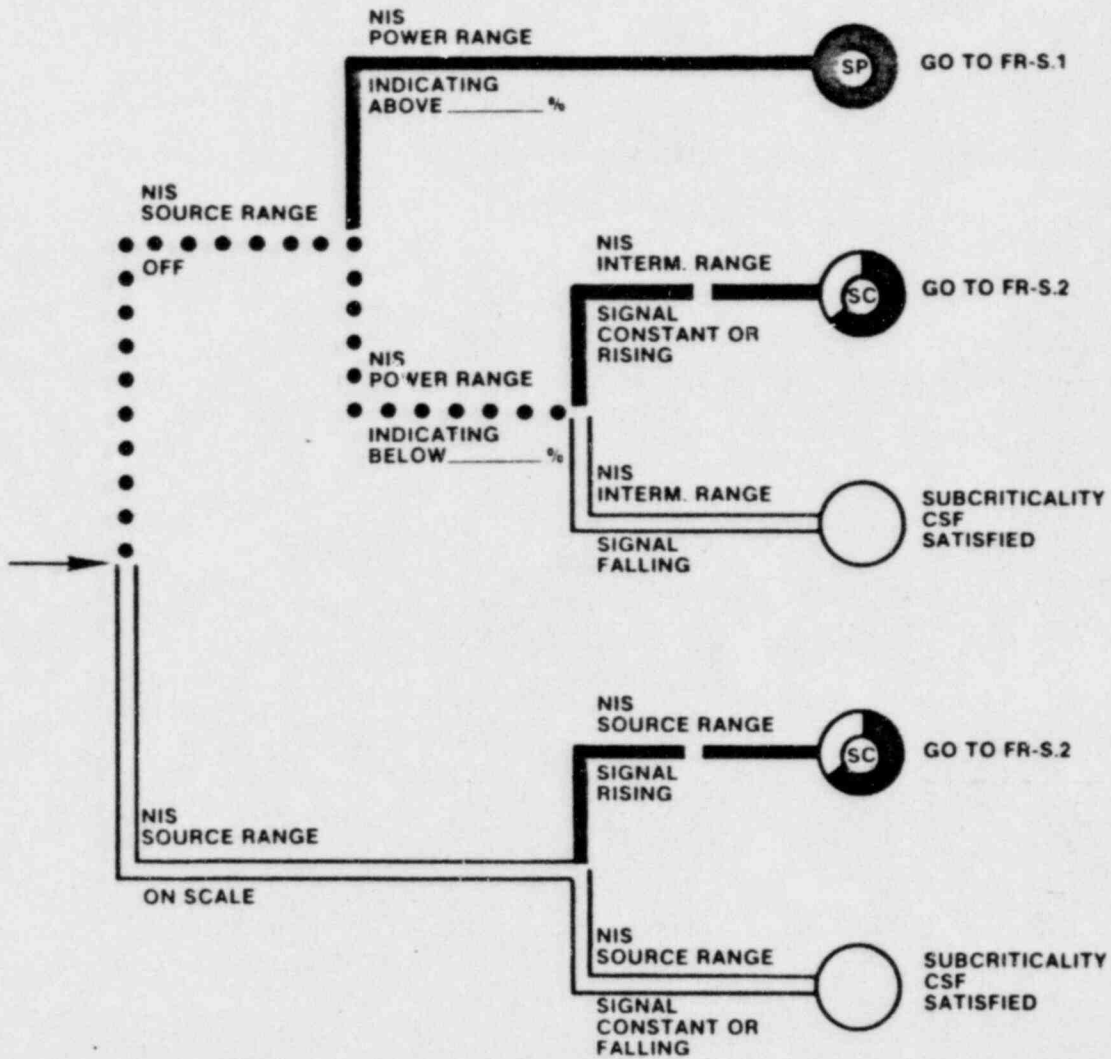 NIS
POWER RANGE
INDICATING
ABOVE ________ %
SP
GO TO FR-S.1
NIS
SOURCE RANGE
OFF
NIS
INTERM. RANGE
SIGNAL
CONSTANT OR
RISING
SC
GO TO FR-S.2
NIS
POWER RANGE
INDICATING
BELOW ________ %
NIS
INTERM. RANGE
SIGNAL
FALLING
SUBCRITICALITY
CSF
SATISFIED
NIS
SOURCE RANGE
SIGNAL
RISING
SC
GO TO FR-S.2
NIS
SOURCE RANGE
ON SCALE
NIS
SOURCE RANGE
SIGNAL
CONSTANT OR
FALLING
SUBCRITICALITY
CSF
SATISFIED